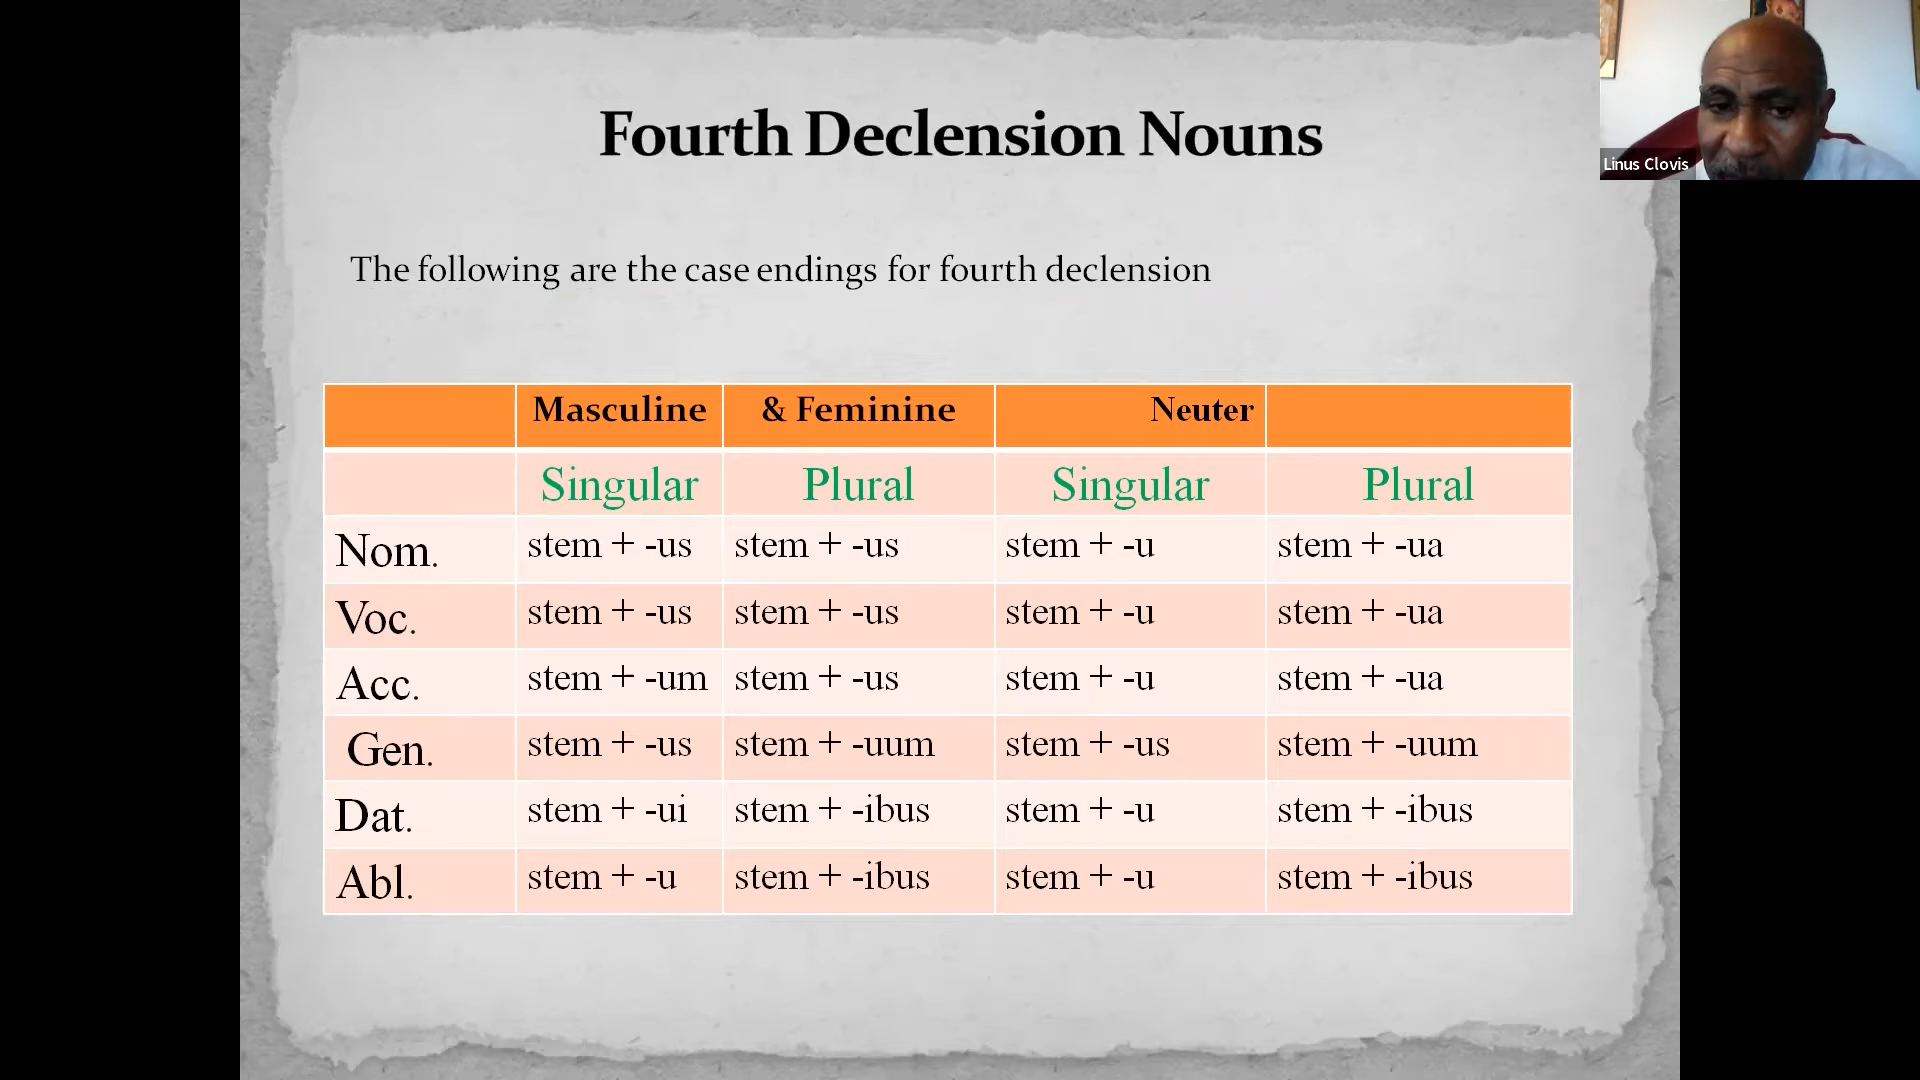 Fourth Declension Nouns
Linus Clovis
The following are the case endings for fourth declension
Masculine & Feminine Neuter
Singular Plural Singular Plural
Nom. stem + -us stem + -us stem + -u stem + -ua
Voc. stem + -us stem + -us stem + -u stem + -ua
Acc. stem + -um stem + -us stem + -u stem + -ua
Gen. stem + -us stem + -uum stem + -us stem + -uum
Dat. stem + -ui stem + -ibus stem + -u stem + -ibus
Abl. stem + -u stem + -ibus stem + -u stem + -ibus